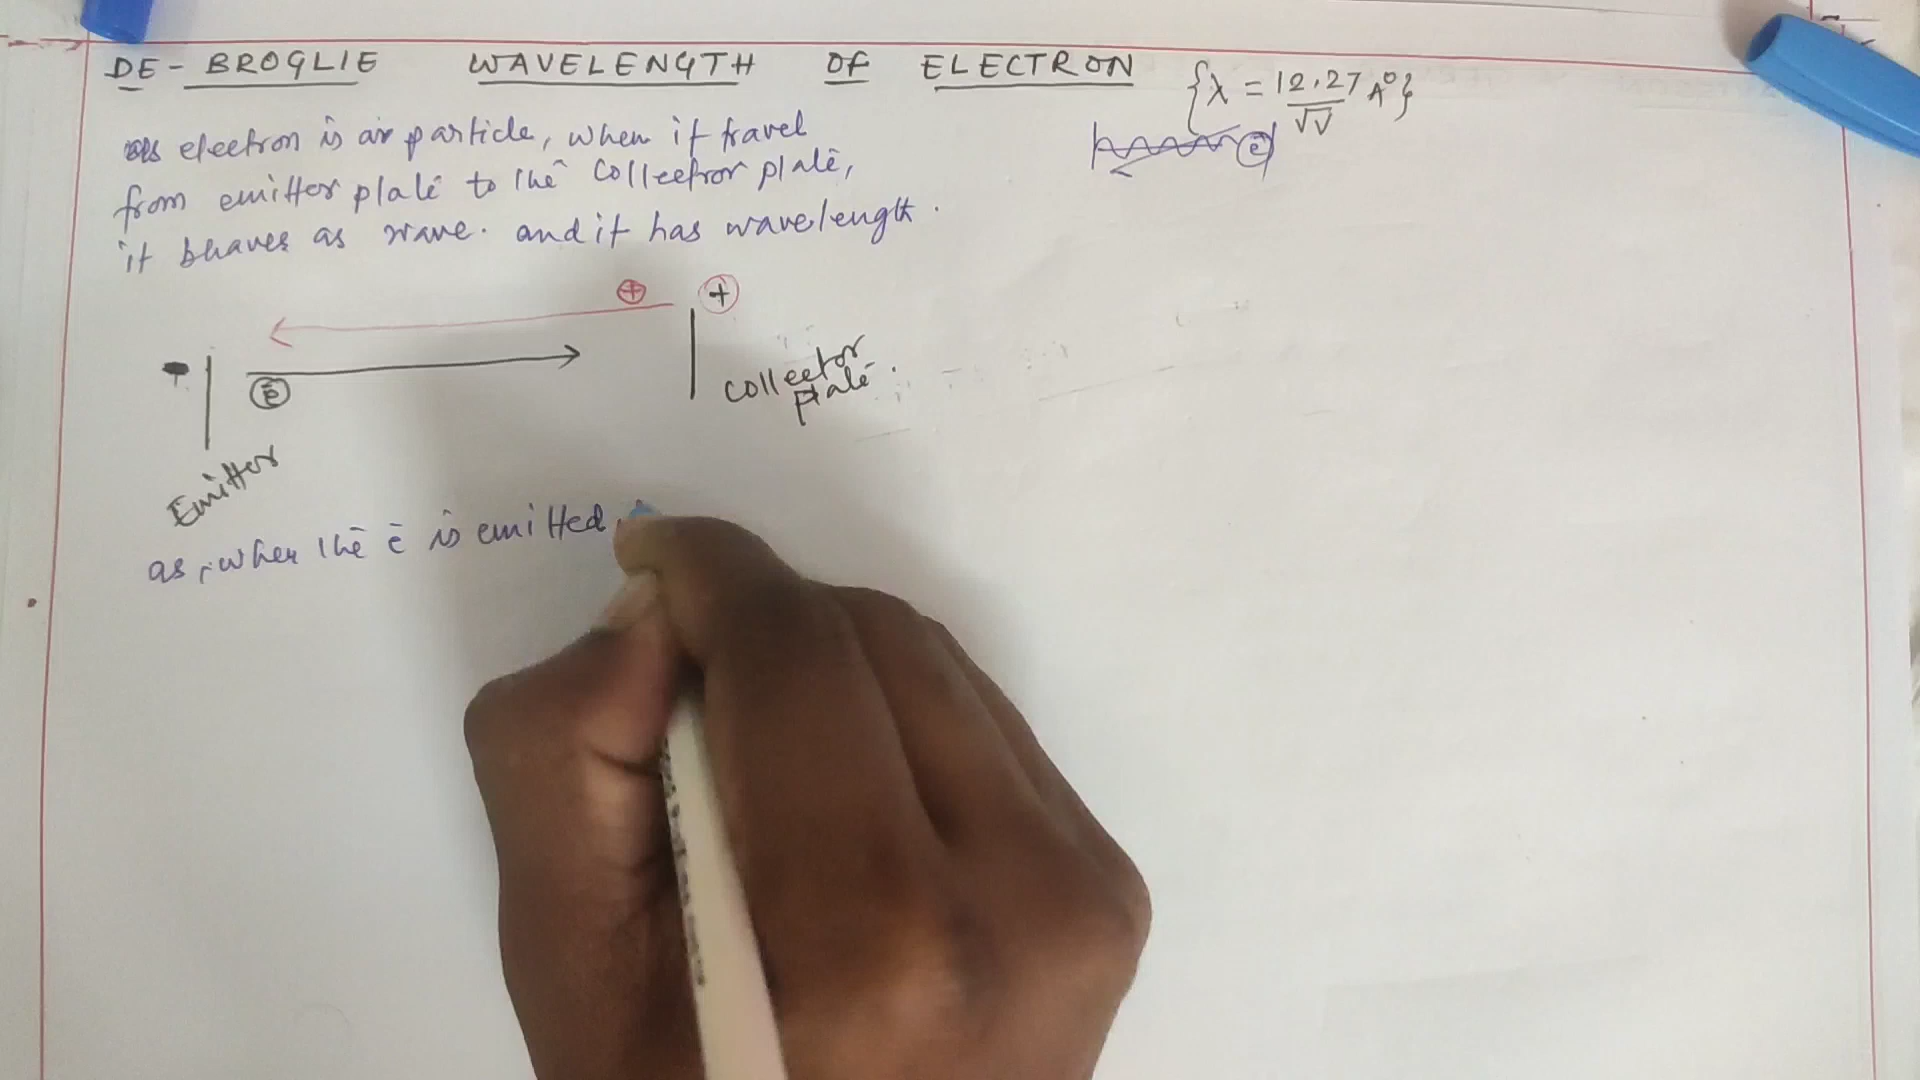 DE-BROGLIE WAVELENGTH OF ELECTRON
{λ = 12.27/√V A°}
as electron is a particle, when it travel
from emitter plate to the collector plate,
it bhaves as wave. and it has wavelength.
+ +
ē
Collector
plate.
Emitter
as, when the ē is emitted,